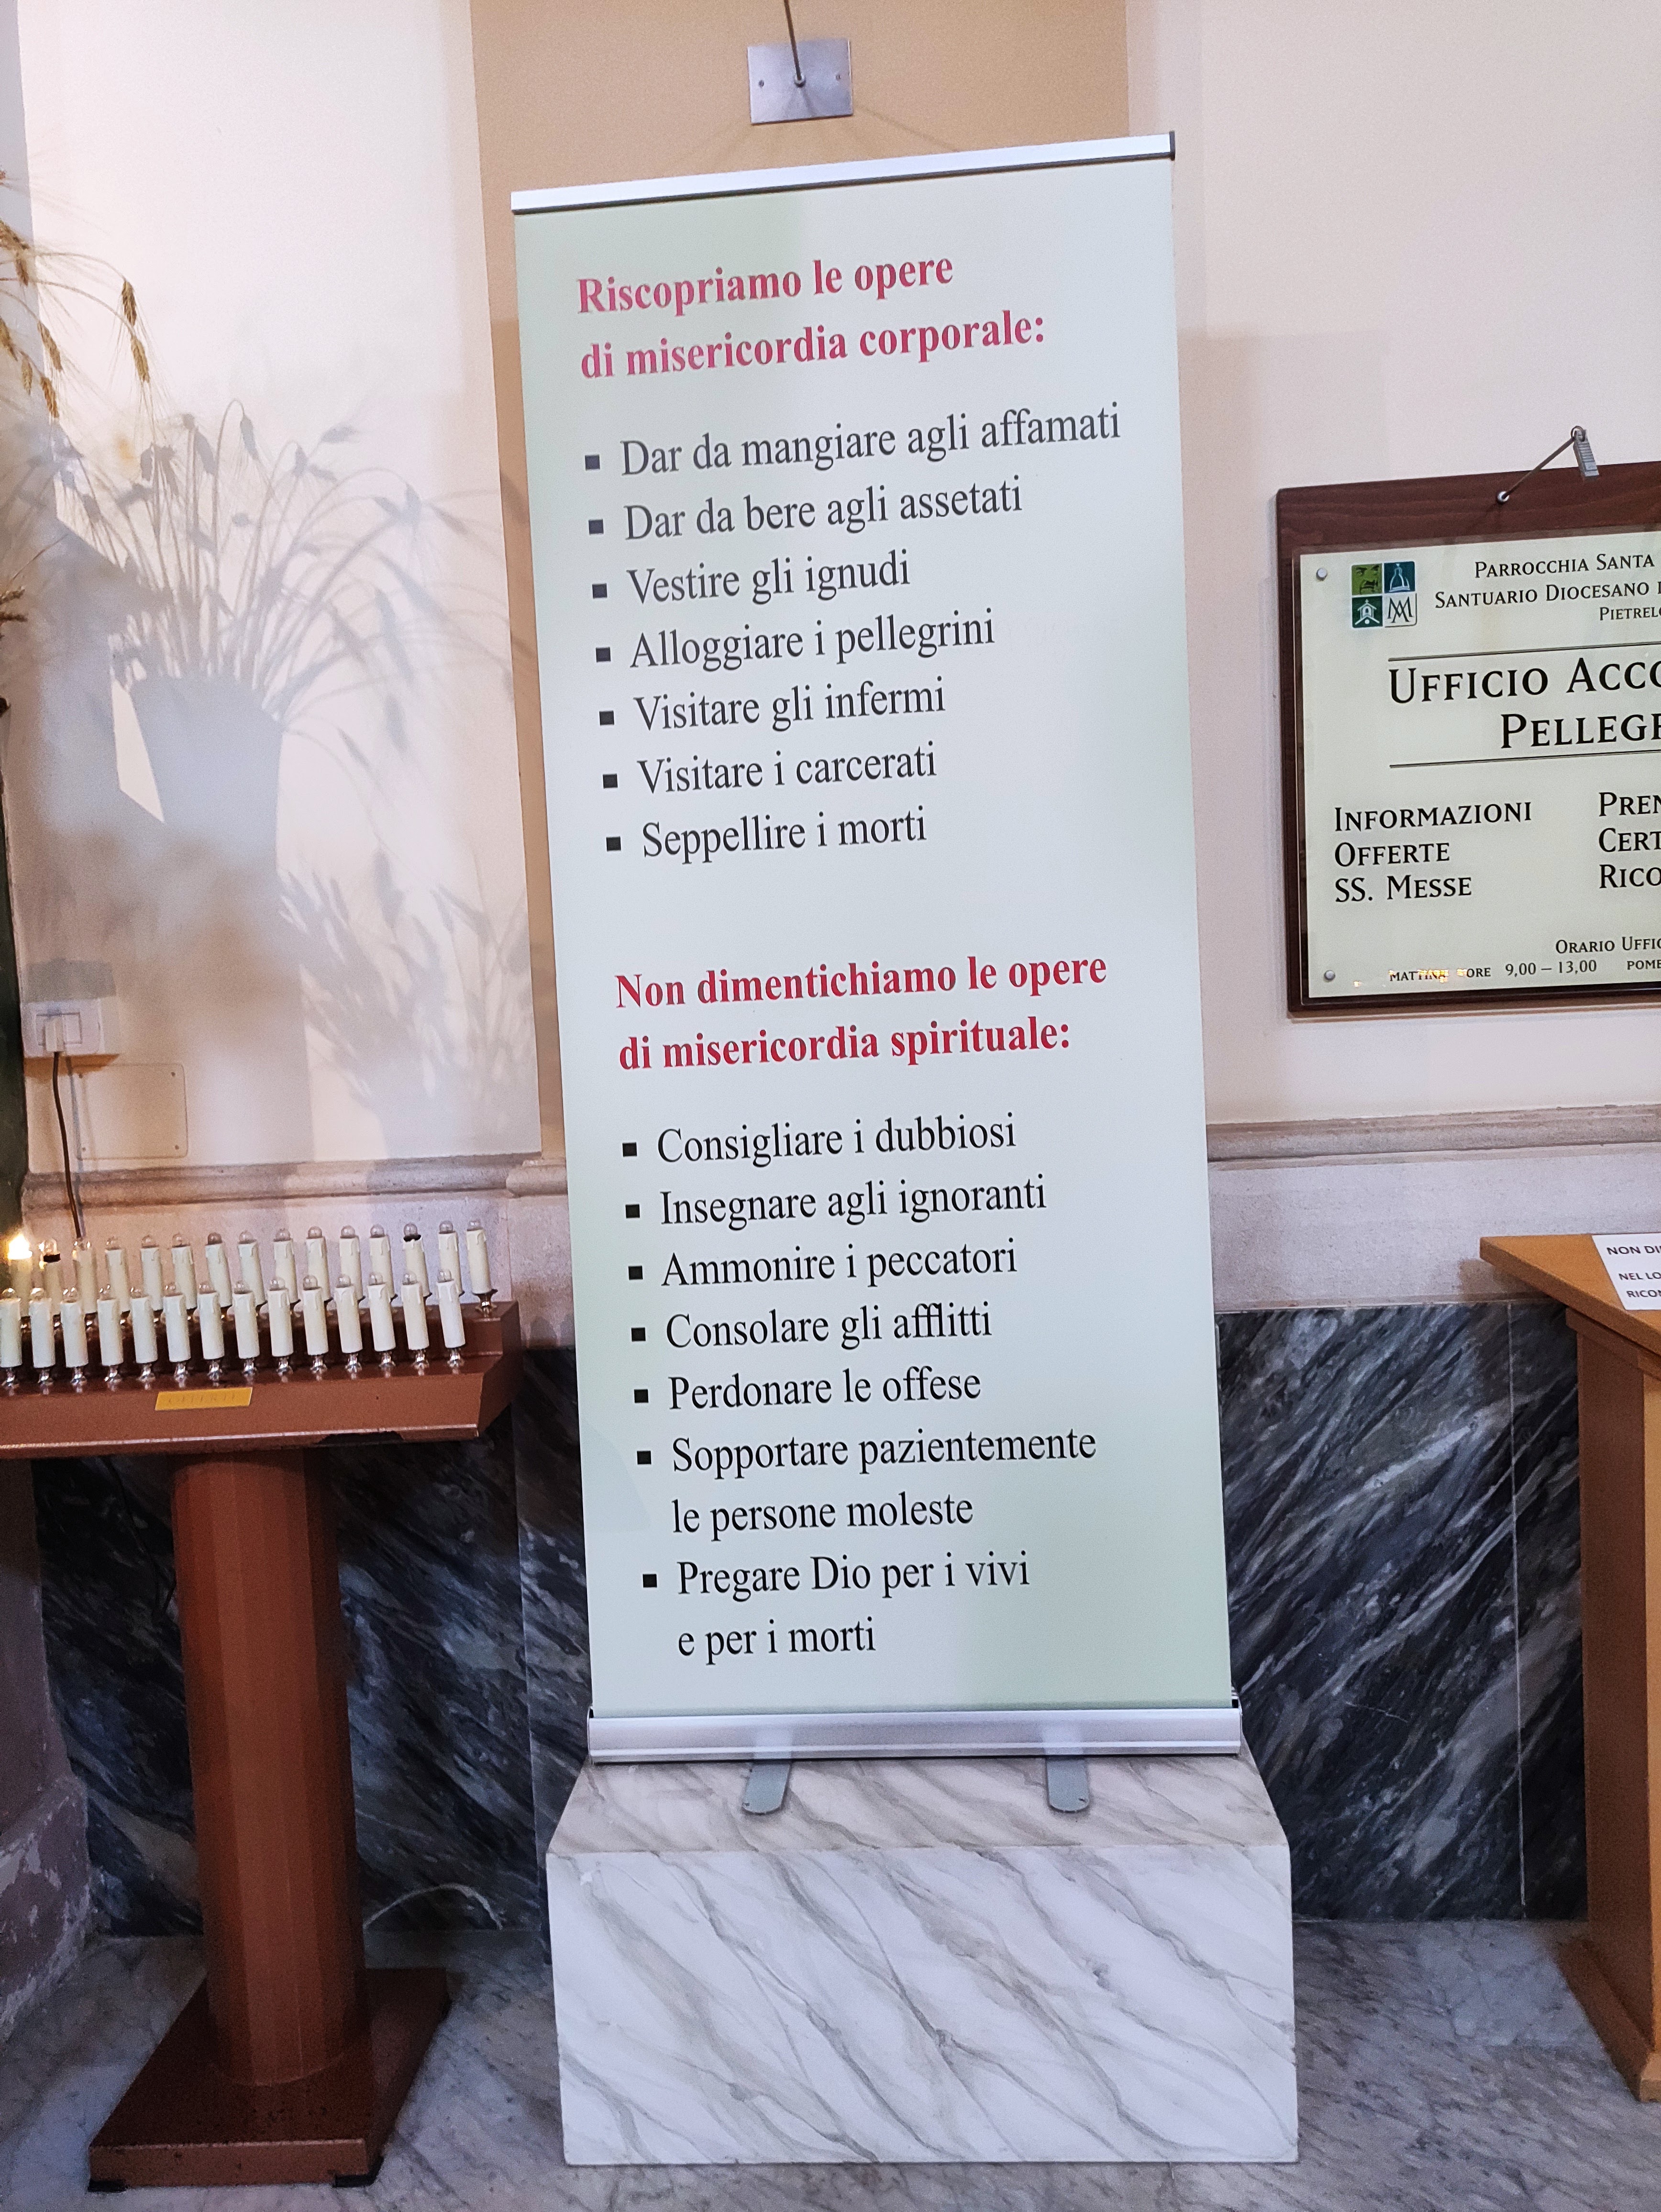 Riscopriamo le opere
di misericordia corporale:
▪ Dar da mangiare agli affamati
▪ Dar da bere agli assetati
▪ Vestire gli ignudi
▪ Alloggiare i pellegrini
▪ Visitare gli infermi
▪ Visitare i carcerati
▪ Seppellire i morti
Non dimentichiamo le opere
di misericordia spirituale:
▪ Consigliare i dubbiosi
▪ Insegnare agli ignoranti
▪ Ammonire i peccatori
▪ Consolare gli afflitti
▪ Perdonare le offese
▪ Sopportare pazientemente
le persone moleste
▪ Pregare Dio per i vivi
e per i morti
PARROCCHIA SANTA
SANTUARIO DIOCESANO
UFFICIO
INFORMAZIONI
OFFERTE
SS. MESSE
ORARIO
MATTINA ORE 9,00 – 13,00
NON